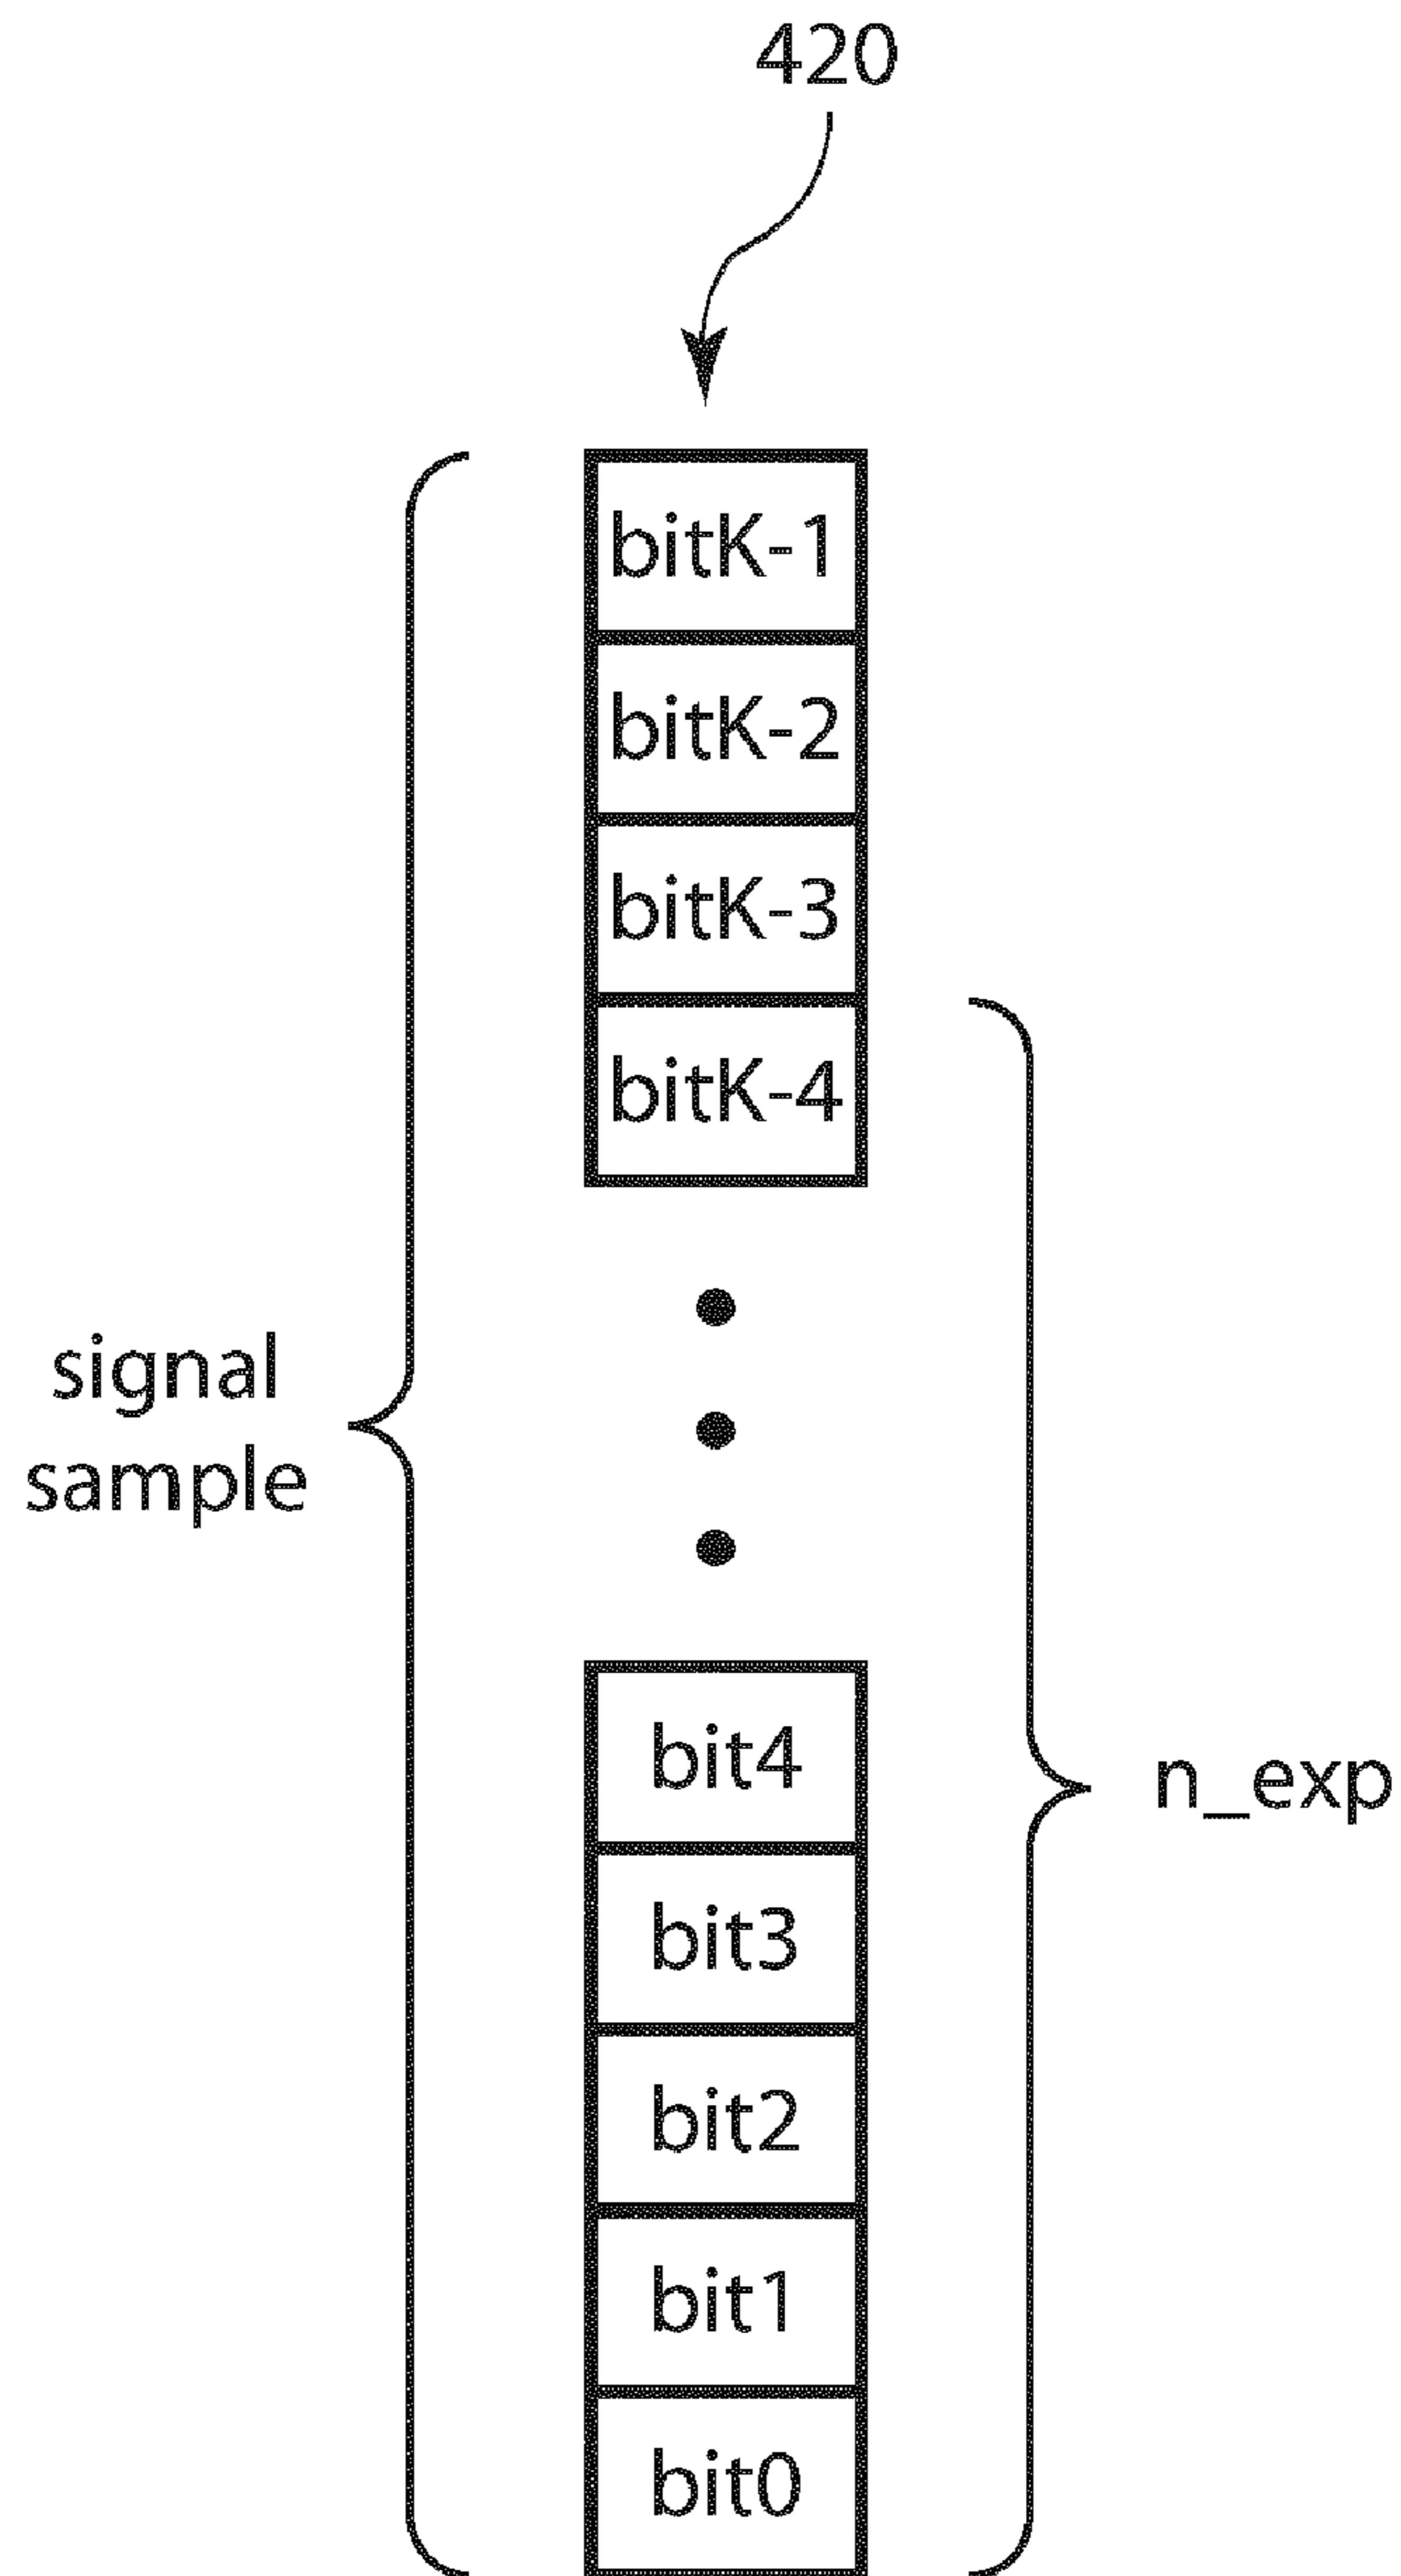 420
bitK-1
bitK-2
bitK-3
bitK-4
signal
sample
bit4
n_exp
bit3
bit2
bit1
bit0